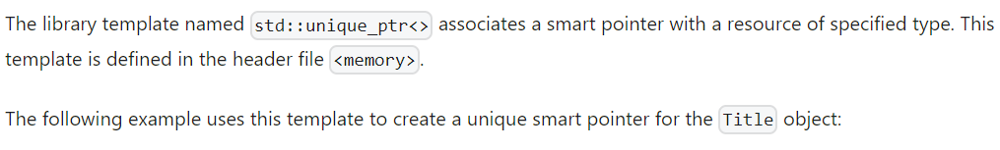 The library template named std::unique_ptr<> associates a smart pointer with a resource of specified type. This
template is defined in the header file <memory>.
The following example uses this template to create a unique smart pointer for the Title object: